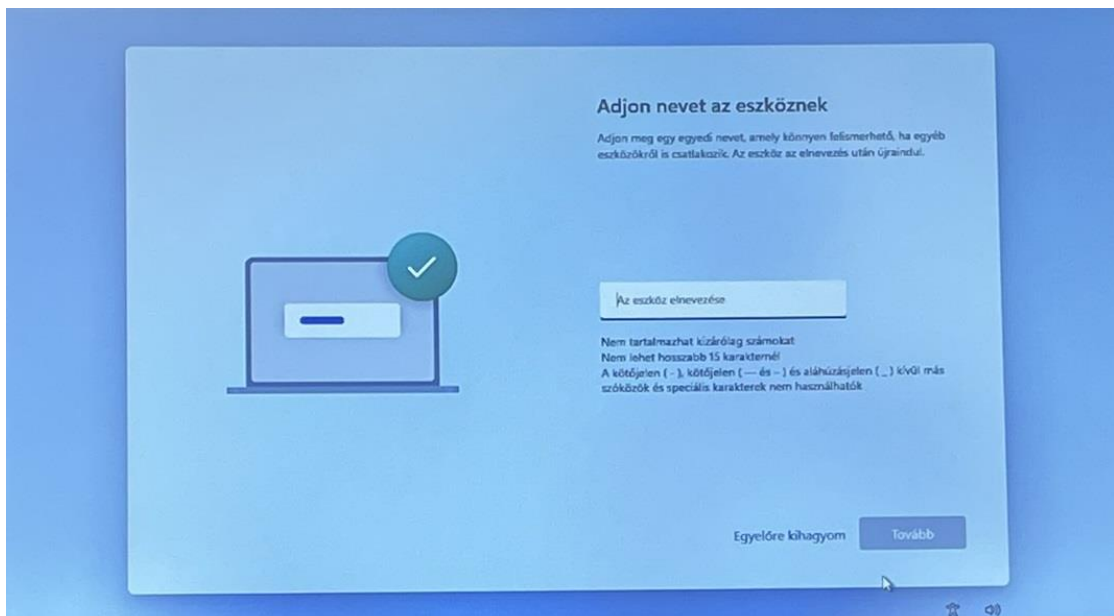 Adjon nevet az eszköznek
Adjon meg egy egyedi nevet, amely könnyen felismerhető, ha egyéb
eszközökről is csatlakozik. Az eszköz az elnevezés után újraindul.
Az eszköz elnevezése
Nem tartalmazhat kizárólag számokat
Nem lehet hosszabb 15 karakternél
A kötőjelen ( - ), kötőjelen ( — és – ) és aláhúzásjelen ( _ ) kívül más
szóközök és speciális karakterek nem használhatók
Egyelőre kihagyom
Tovább